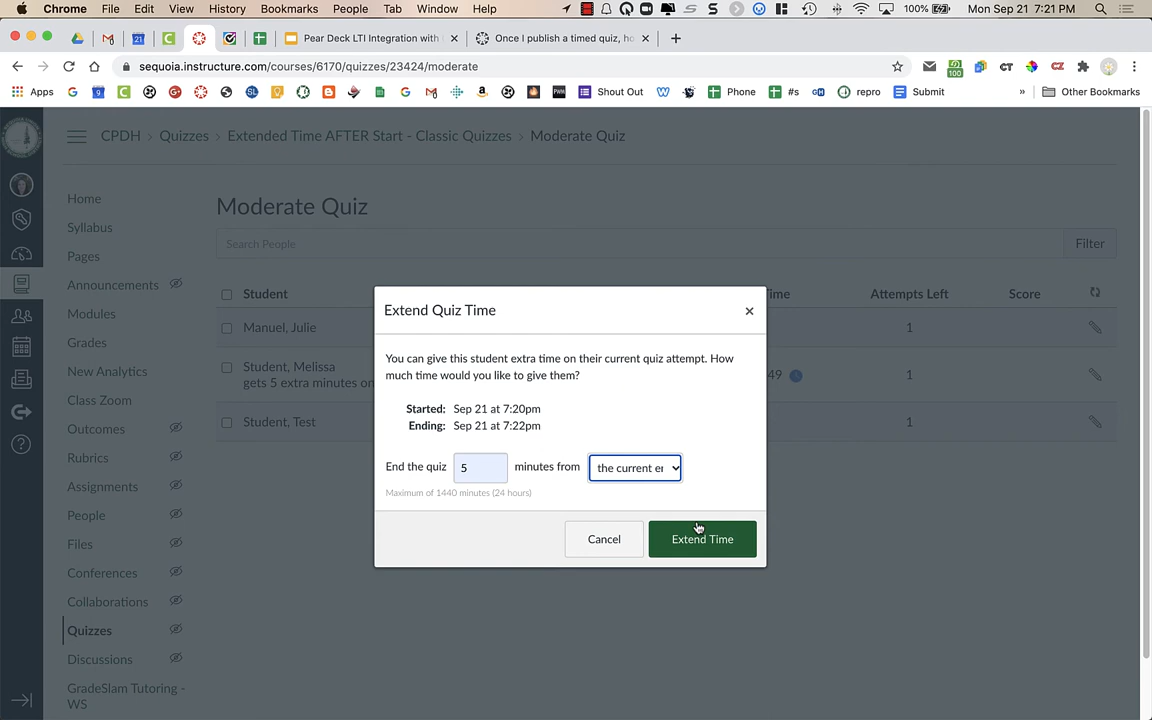 Chrome File Edit View History Bookmarks People Tab Window Help 100% Mon Sep 21 7:21 PM
Pear Deck LTI Integration with Once I publish a timed quiz, ho
sequoia.instructure.com/courses/6170/quizzes/23424/moderate
Apps Shout Out Phone #s repro Submit » Other Bookmarks
CPDH > Quizzes > Extended Time AFTER Start - Classic Quizzes > Moderate Quiz
Home
Syllabus
Pages
Announcements
Modules
Grades
New Analytics
Class Zoom
Outcomes
Rubrics
Assignments
People
Files
Conferences
Collaborations
Quizzes
Discussions
GradeSlam Tutoring -
WS
Moderate Quiz
Search People Filter
Student Attempts Left Score
Manuel, Julie 1
Student, Melissa
gets 5 extra minutes on 49 1
Student, Test 1
Extend Quiz Time ×
You can give this student extra time on their current quiz attempt. How
much time would you like to give them?
Started: Sep 21 at 7:20pm
Ending: Sep 21 at 7:22pm
End the quiz 5 minutes from the current er
Maximum of 1440 minutes (24 hours)
Cancel Extend Time